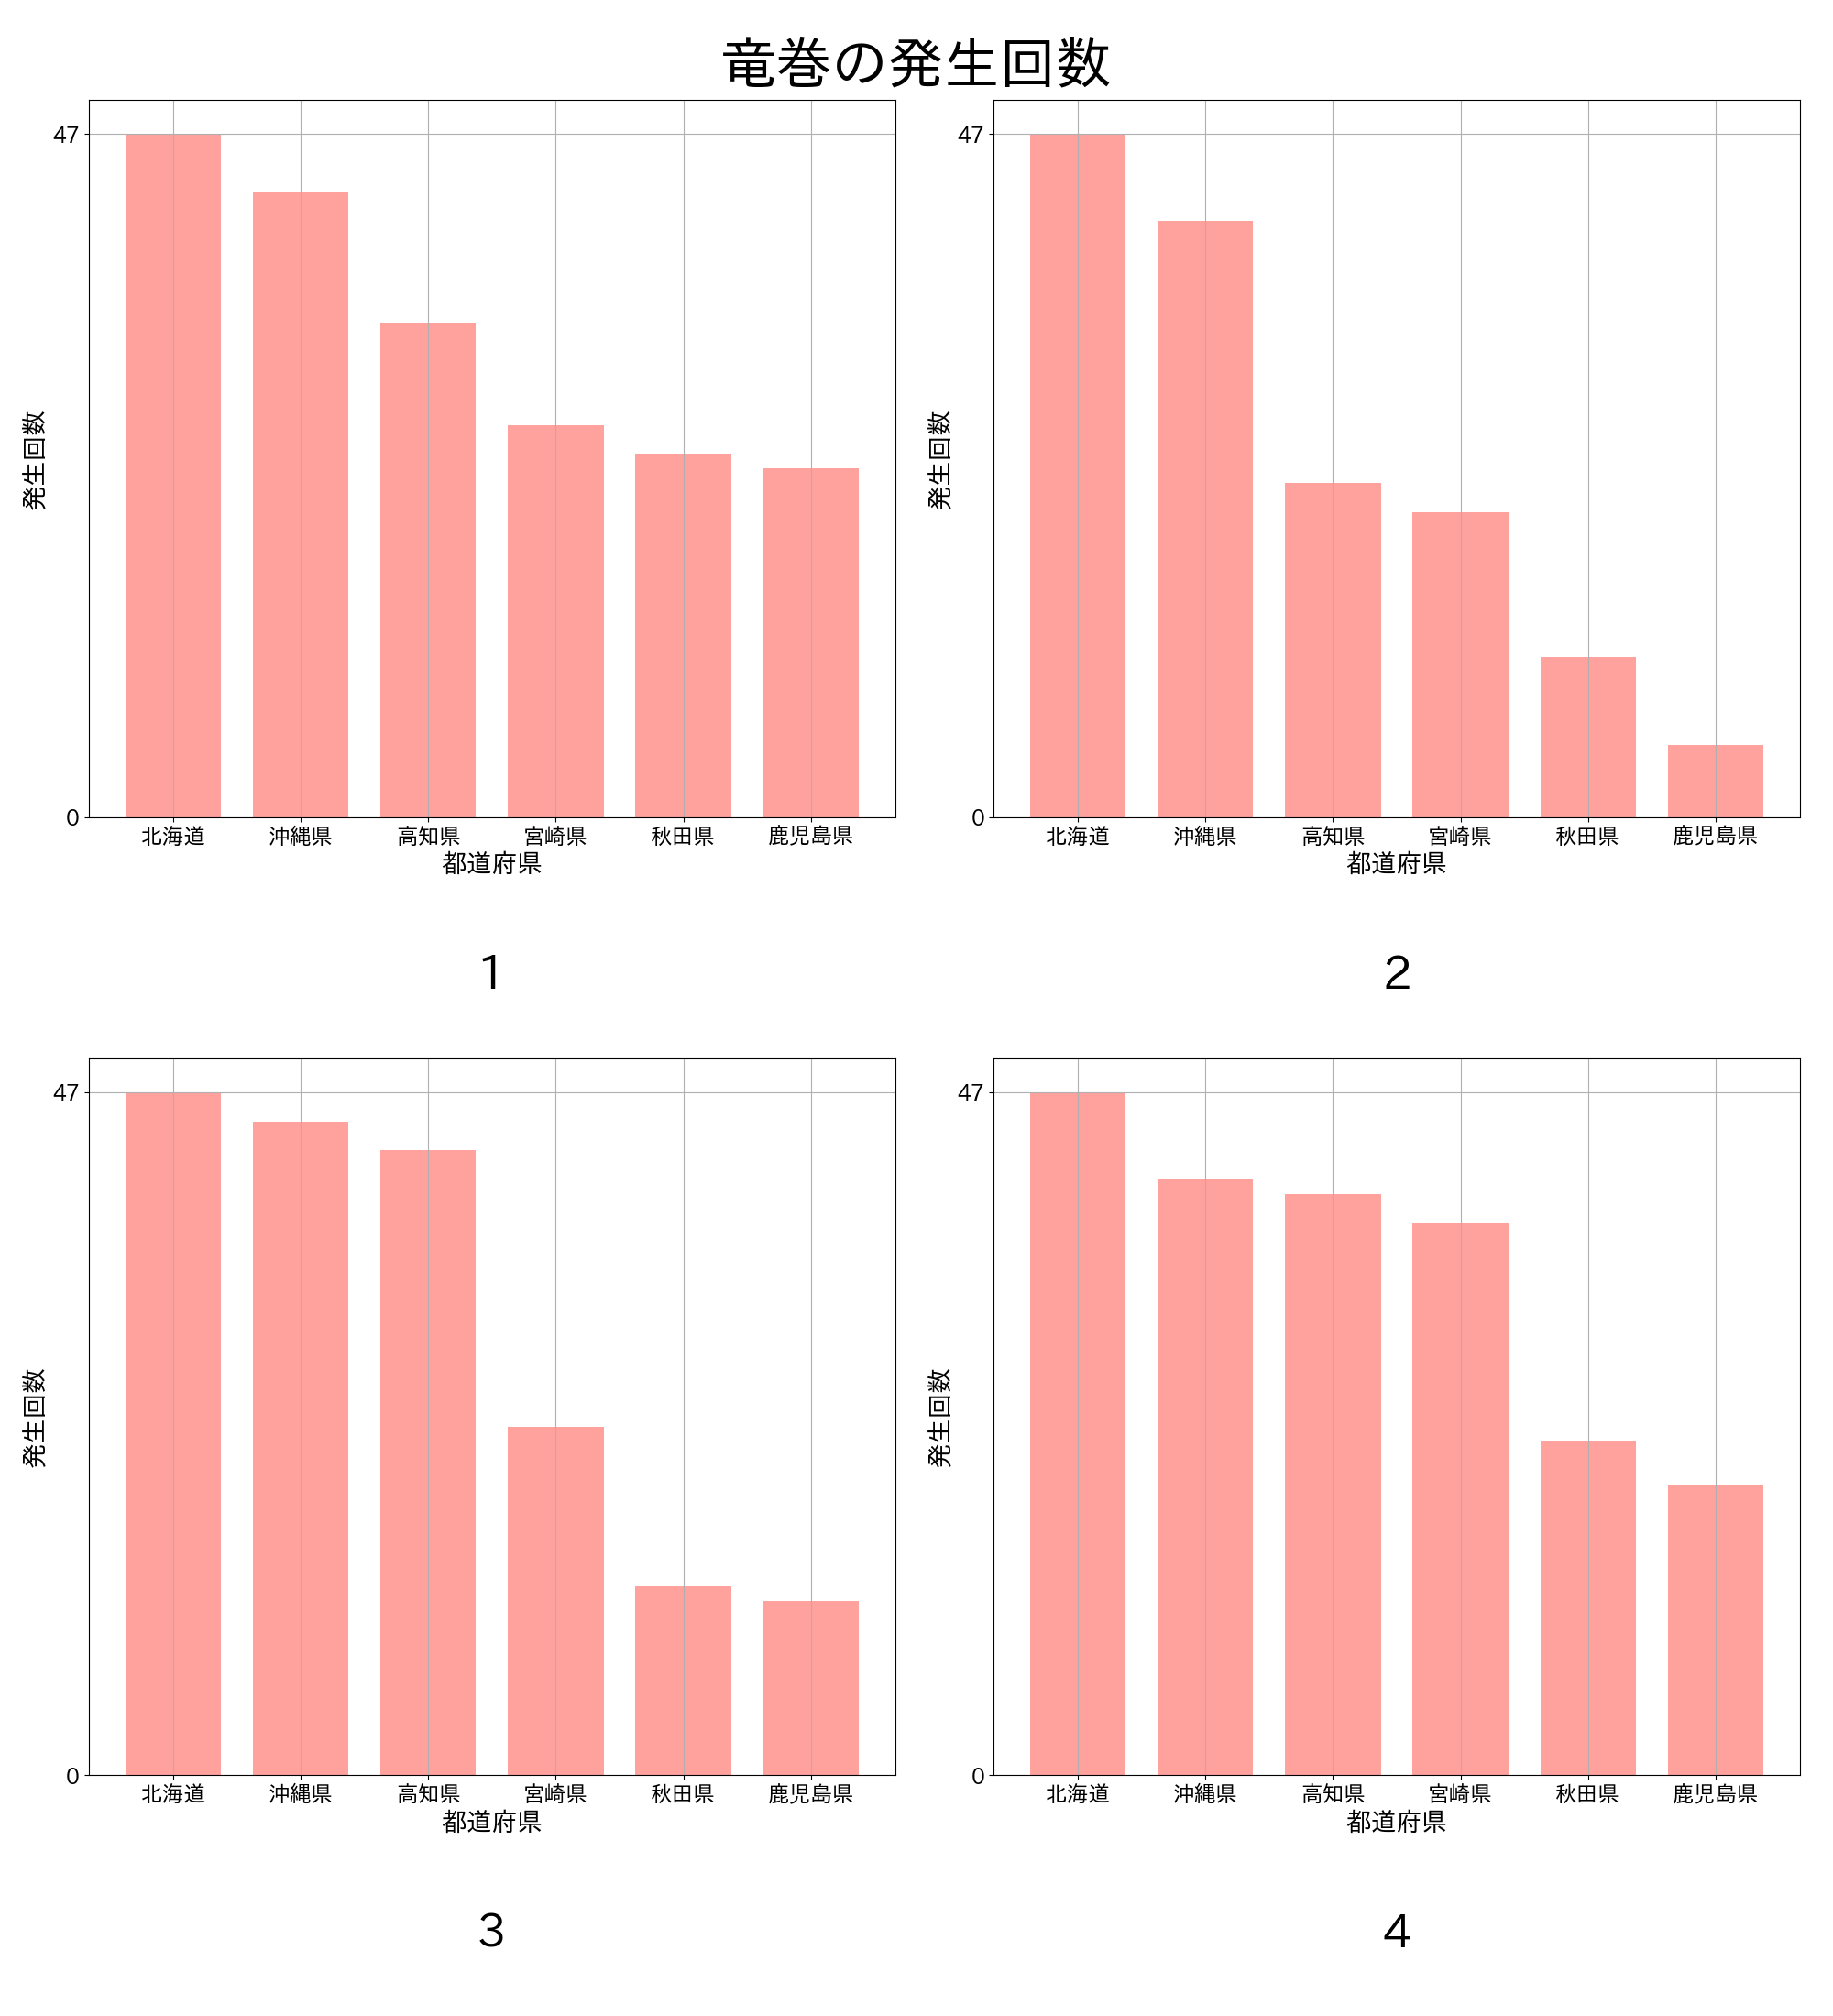 竜巻の発生回数
47
0
発生回数
北海道 沖縄県 高知県 宮崎県 秋田県 鹿児島県
都道府県
1
47
0
発生回数
北海道 沖縄県 高知県 宮崎県 秋田県 鹿児島県
都道府県
2
47
0
発生回数
北海道 沖縄県 高知県 宮崎県 秋田県 鹿児島県
都道府県
3
47
0
発生回数
北海道 沖縄県 高知県 宮崎県 秋田県 鹿児島県
都道府県
4